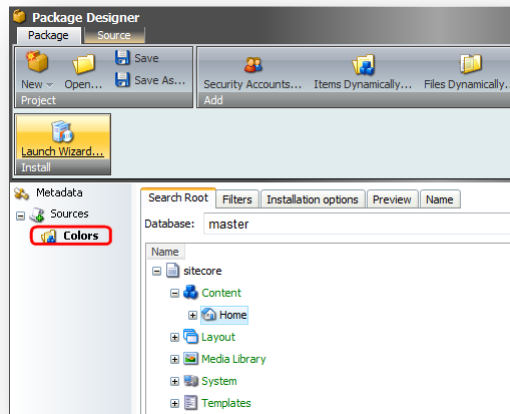 Package Designer
Package Source
New Open... Save
Save As...
Project
Security Accounts... Items Dynamically... Files Dynamically...
Add
Launch Wizard...
Install
Metadata
Sources
Colors
Search Root Filters Installation options Preview Name
Database: master
Name
sitecore
Content
Home
Layout
Media Library
System
Templates